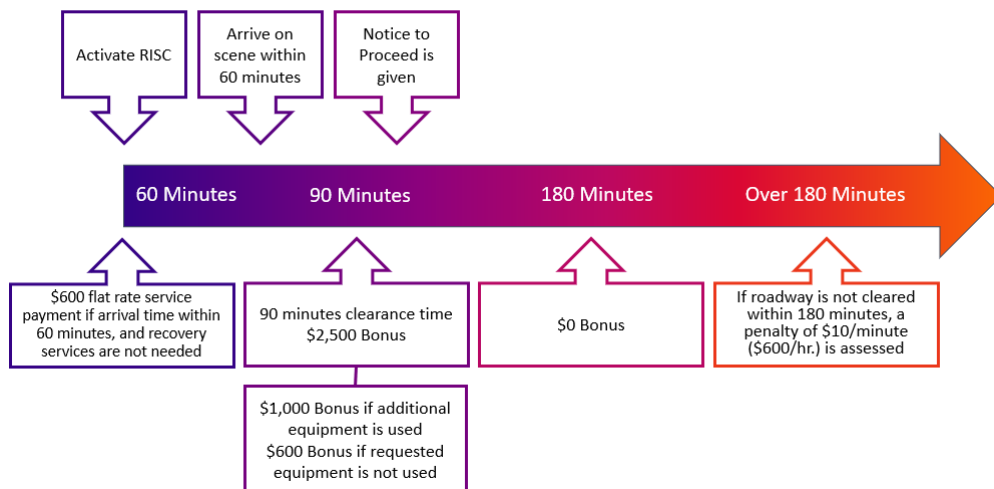 Activate RISC
Arrive on
scene within
60 minutes
Notice to
Proceed is
given
60 Minutes
90 Minutes
180 Minutes
Over 180 Minutes
$600 flat rate service
payment if arrival time within
60 minutes, and recovery
services are not needed
90 minutes clearance time
$2,500 Bonus
$0 Bonus
If roadway is not cleared
within 180 minutes, a
penalty of $10/minute
($600/hr.) is assessed
$1,000 Bonus if additional
equipment is used
$600 Bonus if requested
equipment is not used